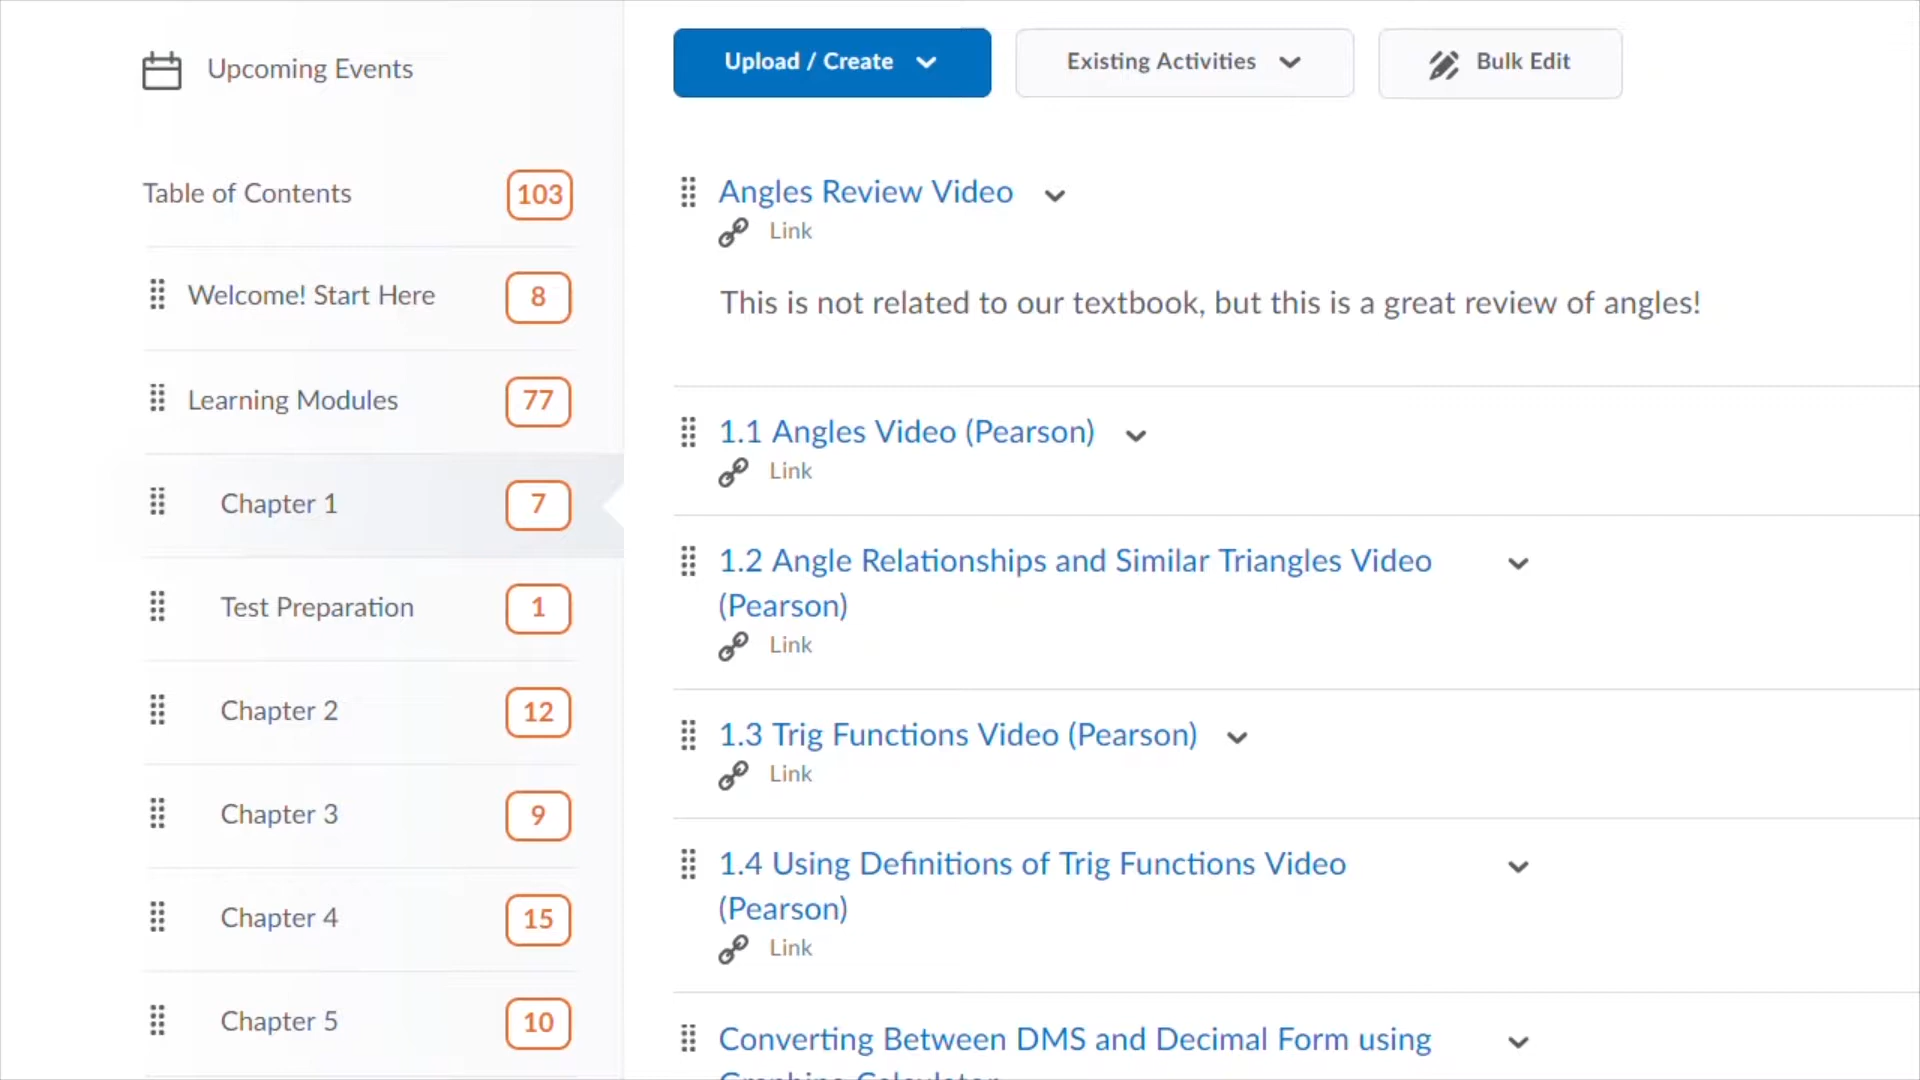 Upcoming Events
Table of Contents 103
Welcome! Start Here 8
Learning Modules 77
Chapter 1 7
Test Preparation 1
Chapter 2 12
Chapter 3 9
Chapter 4 15
Chapter 5 10
Upload / Create
Existing Activities
Bulk Edit
Angles Review Video
Link
This is not related to our textbook, but this is a great review of angles!
1.1 Angles Video (Pearson)
Link
1.2 Angle Relationships and Similar Triangles Video
(Pearson)
Link
1.3 Trig Functions Video (Pearson)
Link
1.4 Using Definitions of Trig Functions Video
(Pearson)
Link
Converting Between DMS and Decimal Form using